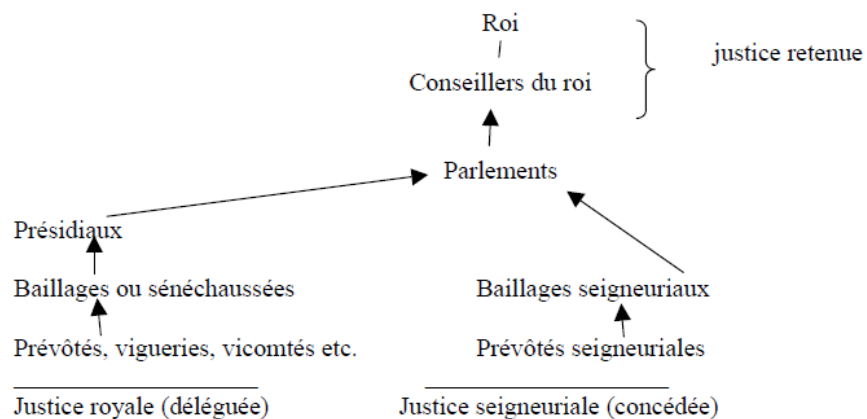 Roi
justice retenue
Conseillers du roi
Parlements
Présidiaux
Baillages ou sénéchaussées
Baillages seigneuriaux
Prévôtés, vigueries, vicomtés etc.
Prévôtés seigneuriales
Justice royale (déléguée)
Justice seigneuriale (concédée)